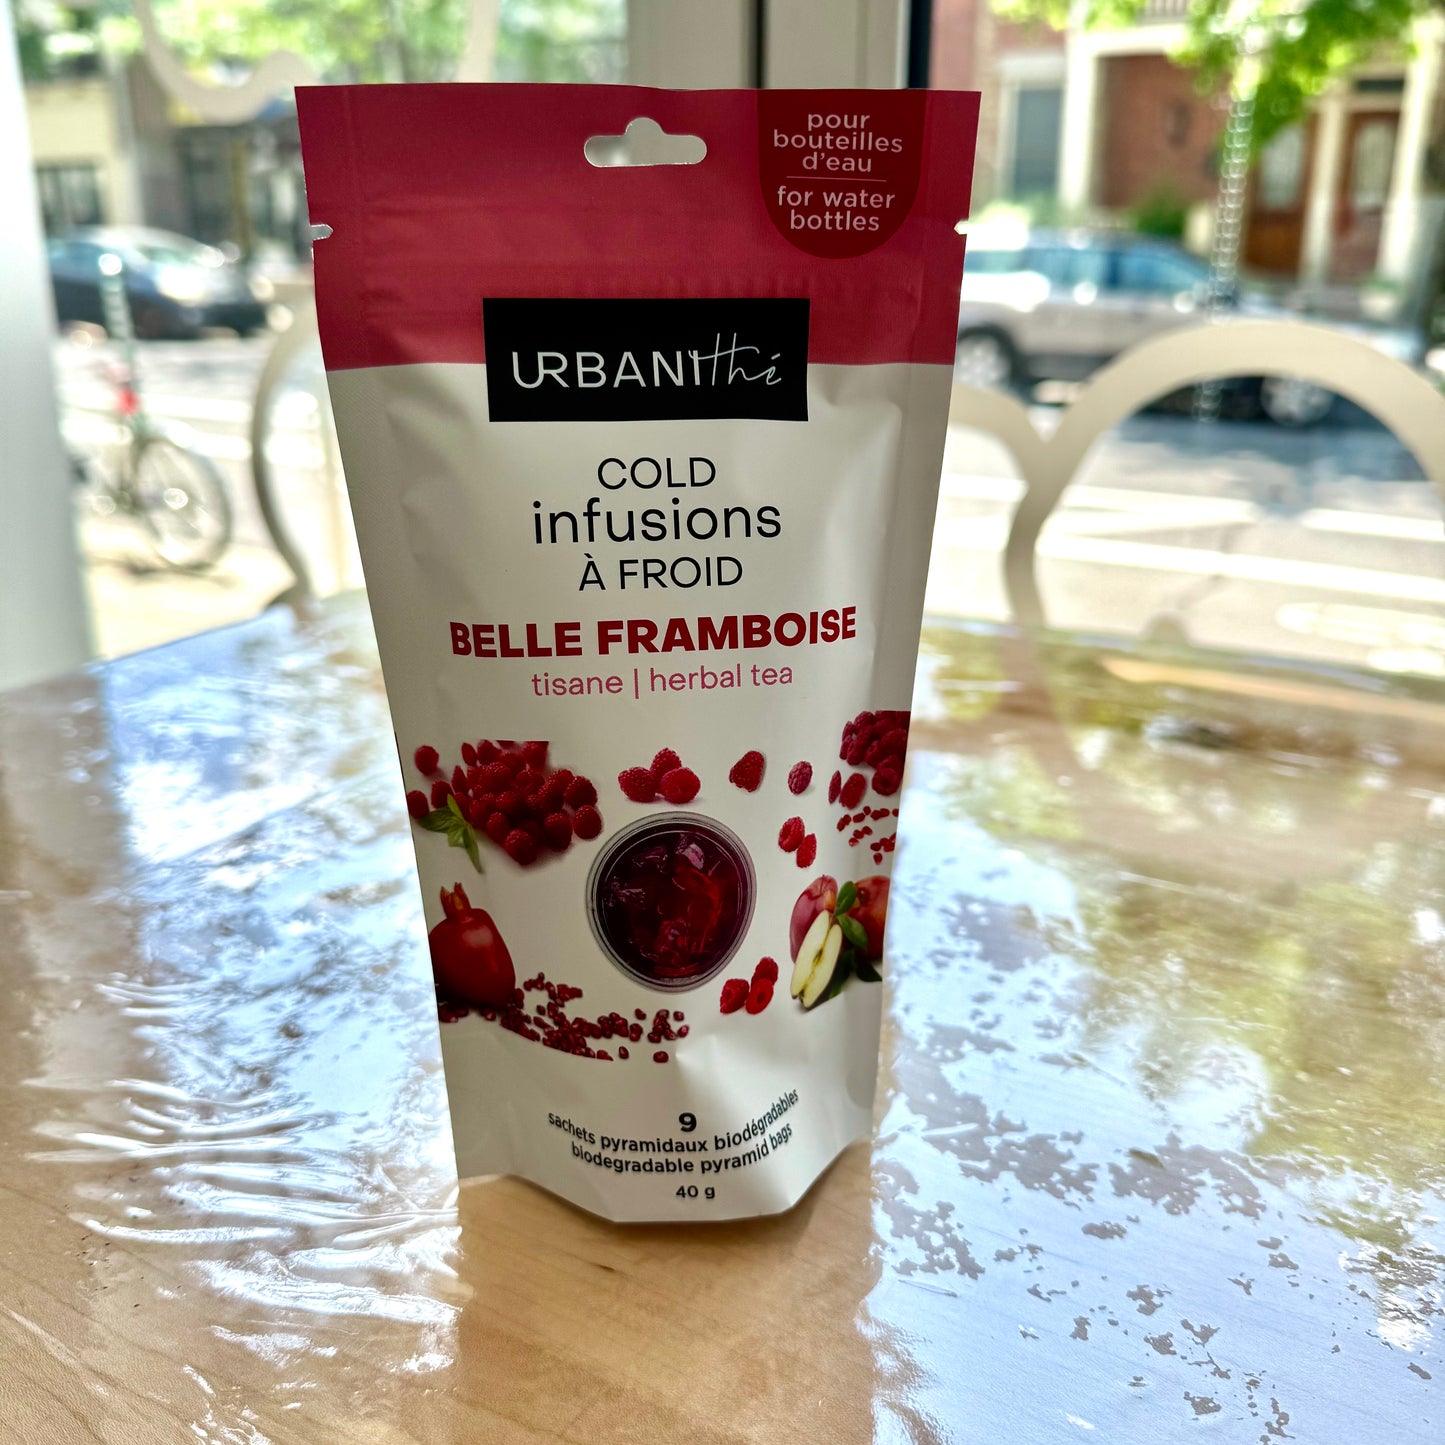 pour
bouteilles
d'eau
for water
bottles
URBANithé
COLD
infusions
À FROID
BELLE FRAMBOISE
tisane | herbal tea
9
sachets pyramidaux biodégradables
biodegradable pyramid bags
40 g